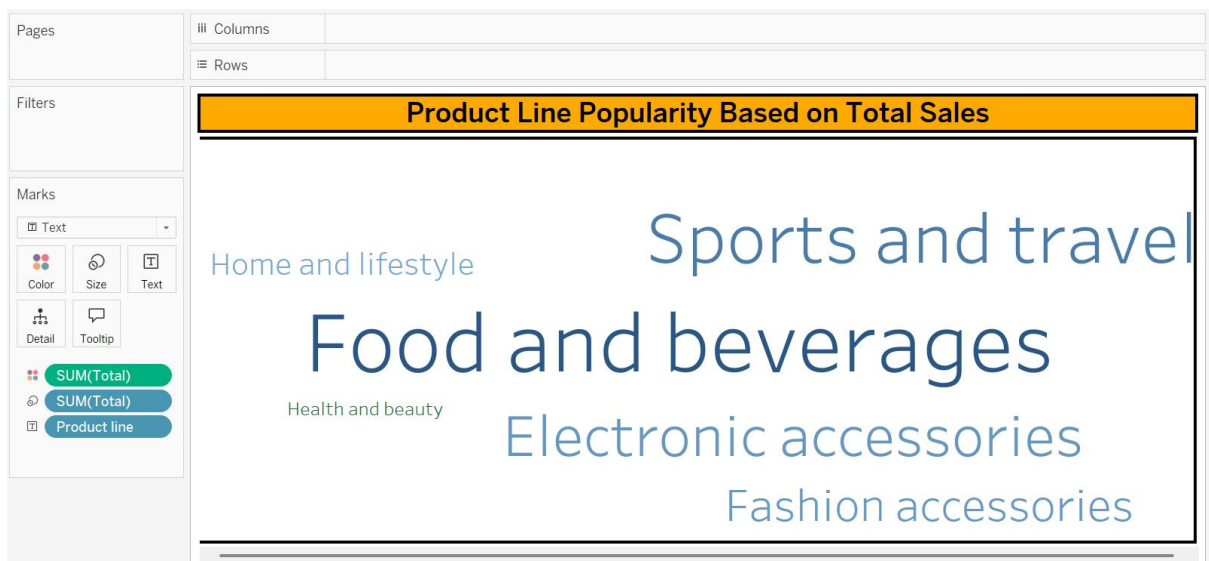 Pages
Columns
Rows
Filters
Product Line Popularity Based on Total Sales
Marks
Text
Color Size Text
Detail Tooltip
SUM(Total)
SUM(Total)
Product line
Sports and travel
Home and lifestyle
Food and beverages
Health and beauty
Electronic accessories
Fashion accessories